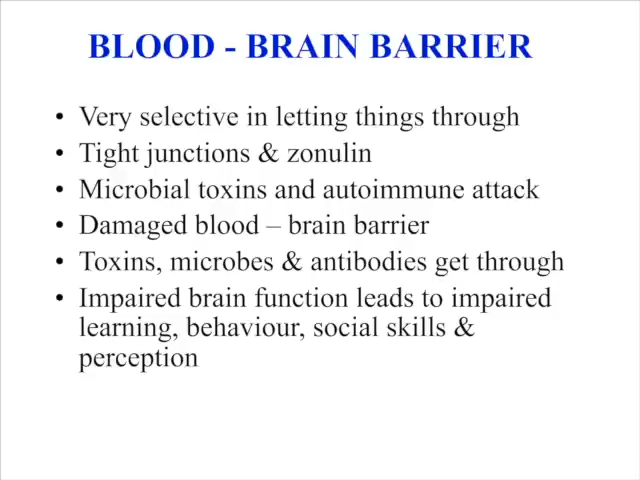 BLOOD - BRAIN BARRIER
• Very selective in letting things through
• Tight junctions & zonulin
• Microbial toxins and autoimmune attack
• Damaged blood – brain barrier
• Toxins, microbes & antibodies get through
• Impaired brain function leads to impaired
learning, behaviour, social skills &
perception